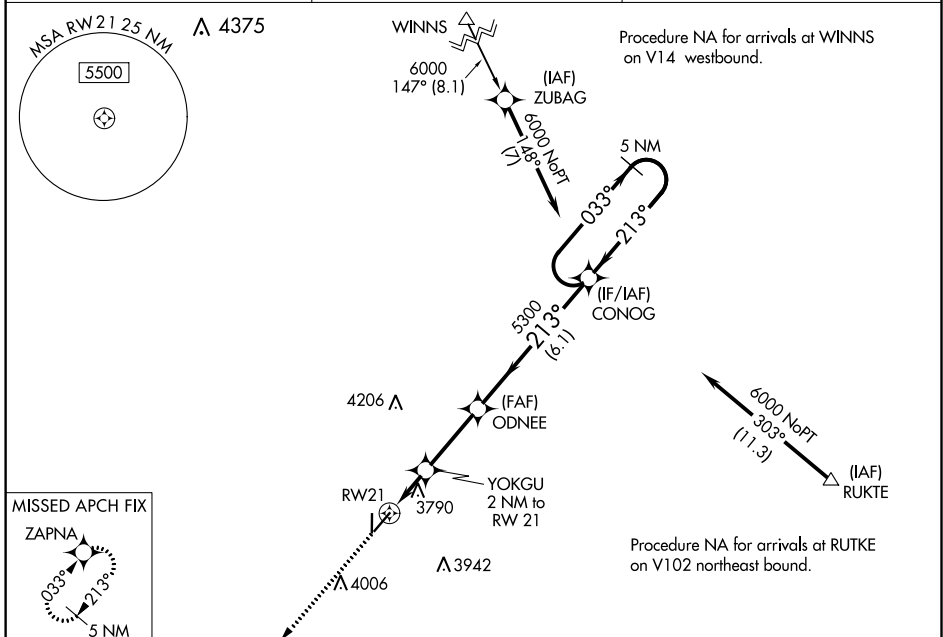 MSA RW21 25 NM
5500
4375
WINNS
6000
147° (8.1)
(IAF)
ZUBAG
6000 NoPT
148°
(7)
Procedure NA for arrivals at WINNS
on V14 westbound.
5 NM
033°
213°
(IF/IAF)
CONOG
5300
213°
(6.1)
4206
(FAF)
ODNEE
6000 NoPT
303°
(11.3)
(IAF)
RUKTE
YOKGU
2 NM to
RW 21
RW21
3790
3942
4006
Procedure NA for arrivals at RUTKE
on V102 northeast bound.
MISSED APCH FIX
ZAPNA
033°
213°
5 NM